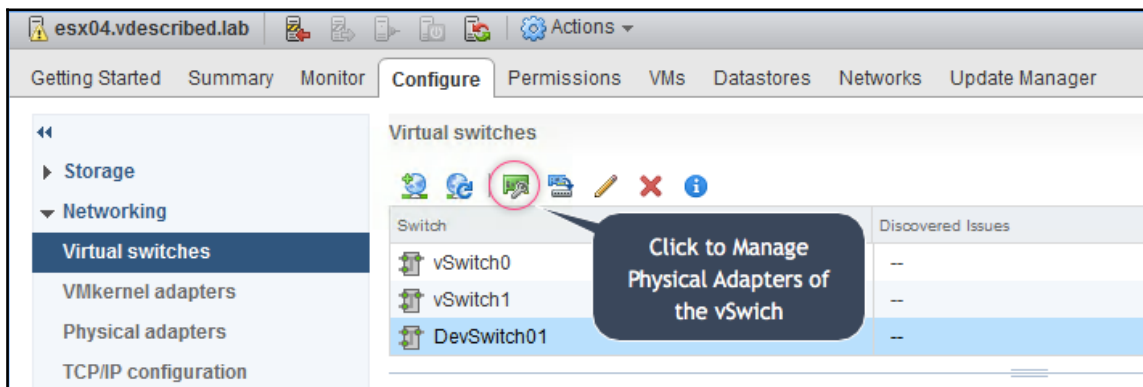 esx04.vdescribed.lab Actions
Getting Started Summary Monitor Configure Permissions VMs Datastores Networks Update Manager
Storage
Networking
Virtual switches
VMkernel adapters
Physical adapters
TCP/IP configuration
Virtual switches
Switch Discovered Issues
vSwitch0 --
vSwitch1 --
DevSwitch01 --
Click to Manage
Physical Adapters of
the vSwich